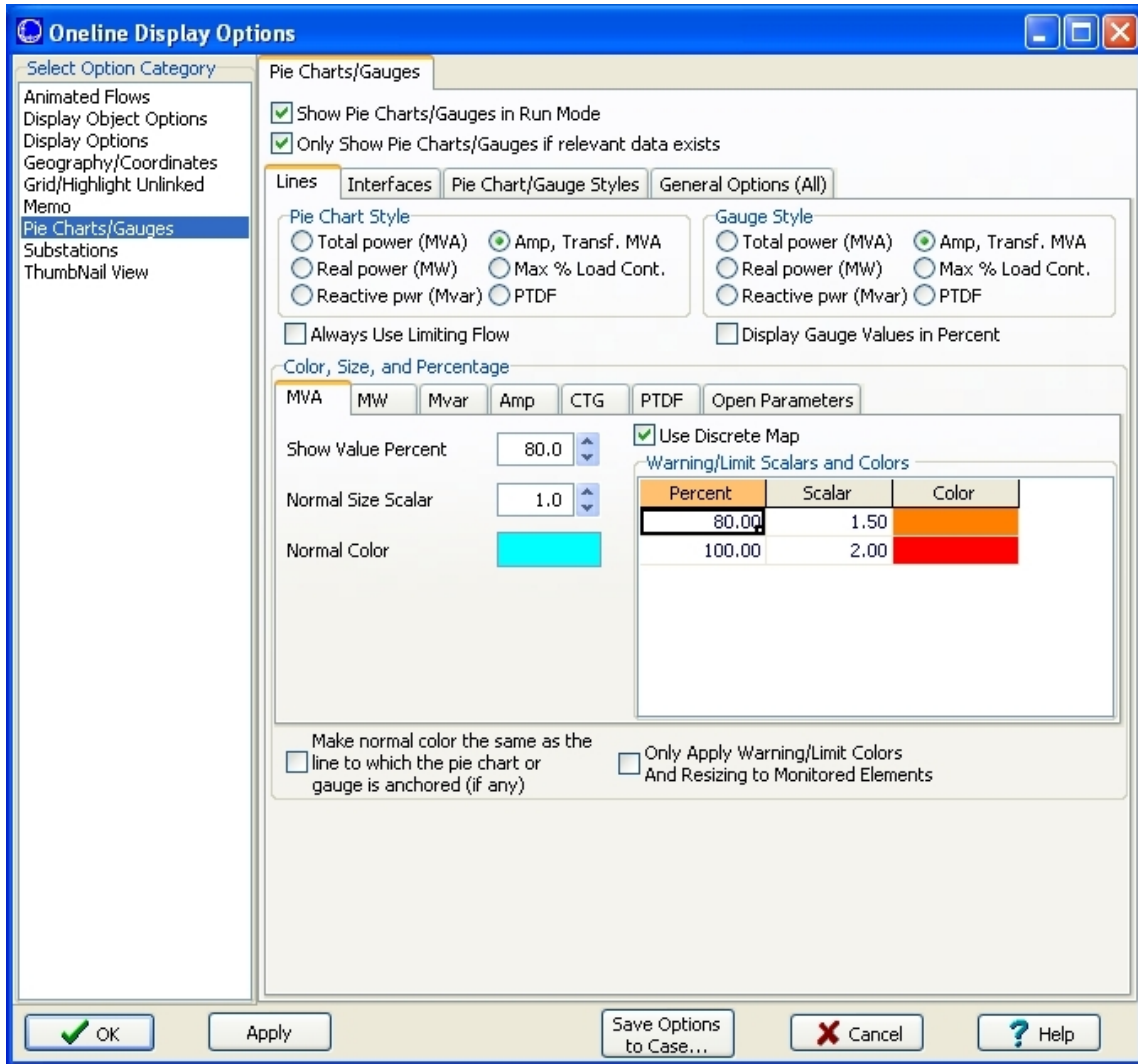 Oneline Display Options
Select Option Category
Animated Flows
Display Object Options
Display Options
Geography/Coordinates
Grid/Highlight Unlinked
Memo
Pie Charts/Gauges
Substations
ThumbNail View
Pie Charts/Gauges
Show Pie Charts/Gauges in Run Mode
Only Show Pie Charts/Gauges if relevant data exists
Lines Interfaces Pie Chart/Gauge Styles General Options (All)
Pie Chart Style
Total power (MVA) Amp, Transf. MVA
Real power (MW) Max % Load Cont.
Reactive pwr (Mvar) PTDF
Always Use Limiting Flow
Gauge Style
Total power (MVA) Amp, Transf. MVA
Real power (MW) Max % Load Cont.
Reactive pwr (Mvar) PTDF
Display Gauge Values in Percent
Color, Size, and Percentage
MVA MW Mvar Amp CTG PTDF Open Parameters
Show Value Percent 80.0
Normal Size Scalar 1.0
Normal Color
Use Discrete Map
Warning/Limit Scalars and Colors
Percent Scalar Color
80.00 1.50
100.00 2.00
Make normal color the same as the
line to which the pie chart or
gauge is anchored (if any)
Only Apply Warning/Limit Colors
And Resizing to Monitored Elements
OK
Apply
Save Options
to Case...
Cancel
? Help